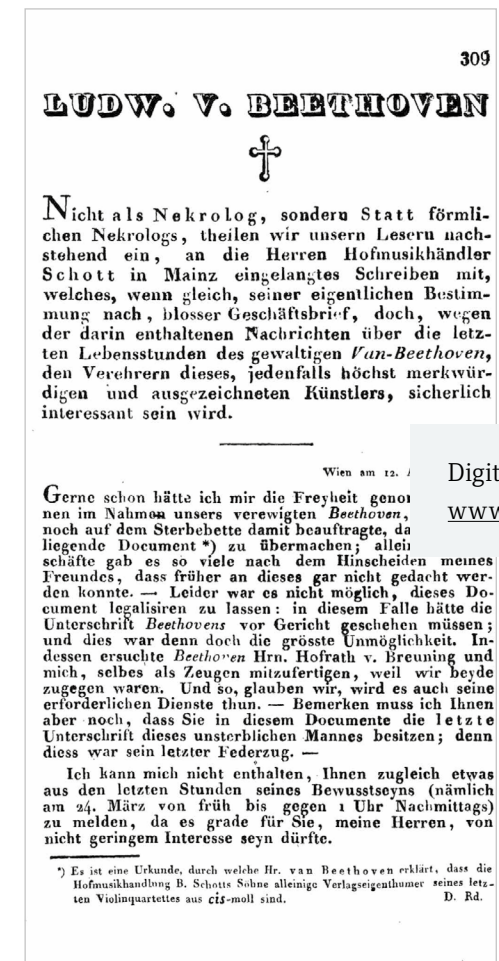 309
LUDW. V. BEETHOVEN
Nicht als Nekrolog, sondern Statt förmli-
chen Nekrologs, theilen wir unsern Lesern nach-
stehend ein, an die Herren Hofmusikhändler
Schott in Mainz eingelangtes Schreiben mit,
welches, wenn gleich, seiner eigentlichen Bestim-
mung nach, blosser Geschäftsbrief, doch, wegen
der darin enthaltenen Nachrichten über die letz-
ten Lebensstunden des gewaltigen Van-Beethoven,
den Verehrern dieses, jedenfalls höchst merkwür-
digen und ausgezeichneten Künstlers, sicherlich
interessant sein wird.
Wien am 12.
Gerne schon hätte ich mir die Freyheit
nen im Nahmen unsers verewigten Beethoven,
noch auf dem Sterbebette damit beauftragte,
liegende Document *) zu übermachen;
schäfte gab es so viele nach dem Hinscheiden meines
Freundes, dass früher an dieses gar nicht gedacht wer-
den konnte. — Leider war es nicht möglich, dieses Do-
cument legalisiren zu lassen: in diesem Falle hätte die
Unterschrift Beethovens vor Gericht geschehen müssen;
und dies war denn doch die grösste Unmöglichkeit. In-
dessen ersuchte Beethoven Hrn. Hofrath v. Breuning und
mich, selbes als Zeugen mitzufertigen, weil wir beyde
zugegen waren. Und so, glauben wir, wird es auch seine
erforderlichen Dienste thun. — Bemerken muss ich Ihnen
aber noch, dass Sie in diesem Documente die letzte
Unterschrift dieses unsterblichen Mannes besitzen; denn
diess war sein letzter Federzug. —
Ich kann mich nicht enthalten, Ihnen zugleich etwas
aus den letzten Stunden seines Bewusstseyns (nämlich
am 24. März von früh bis gegen 1 Uhr Nachmittags)
zu melden, da es grade für Sie, meine Herren, von
nicht geringem Interesse seyn dürfte.
*) Es ist eine Urkunde, durch welche Hr. van Beethoven erklärt, dass die
Hofmusikhandlung B. Schotts Söhne alleinige Verlagseigenthumer seines letz-
ten Violinquartettes aus cis-moll sind. D. Rd.
Digit
www